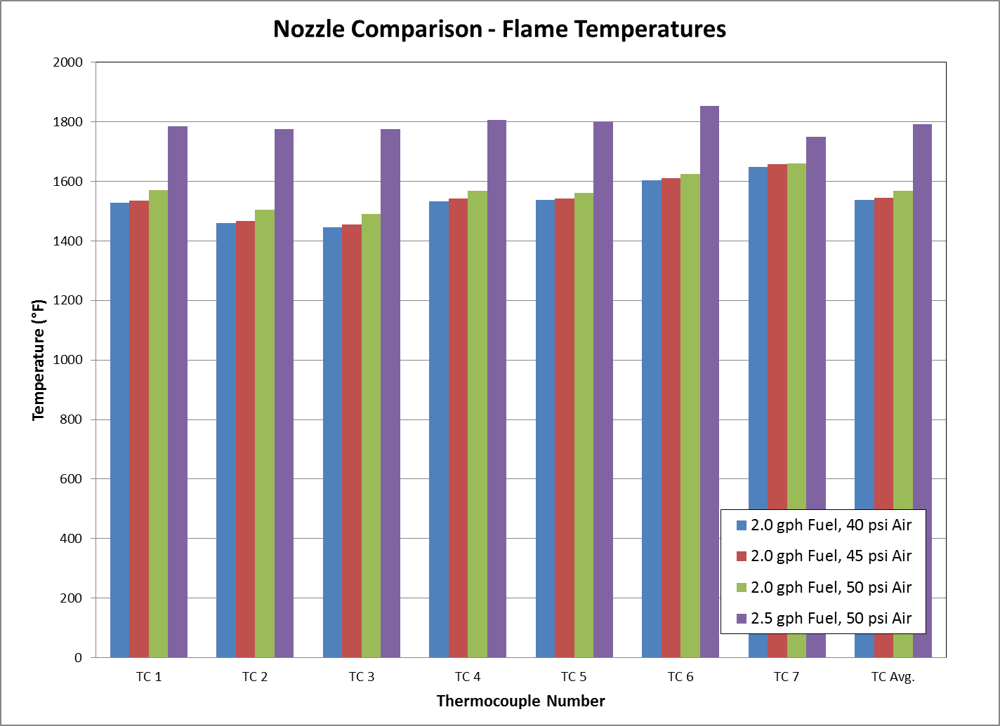 Nozzle Comparison - Flame Temperatures
2000
1800
1600
1400
1200
1000
800
600
400
200
0
Temperature (°F)
2.0 gph Fuel, 40 psi Air
2.0 gph Fuel, 45 psi Air
2.0 gph Fuel, 50 psi Air
2.5 gph Fuel, 50 psi Air
TC 1 TC 2 TC 3 TC 4 TC 5 TC 6 TC 7 TC Avg.
Thermocouple Number